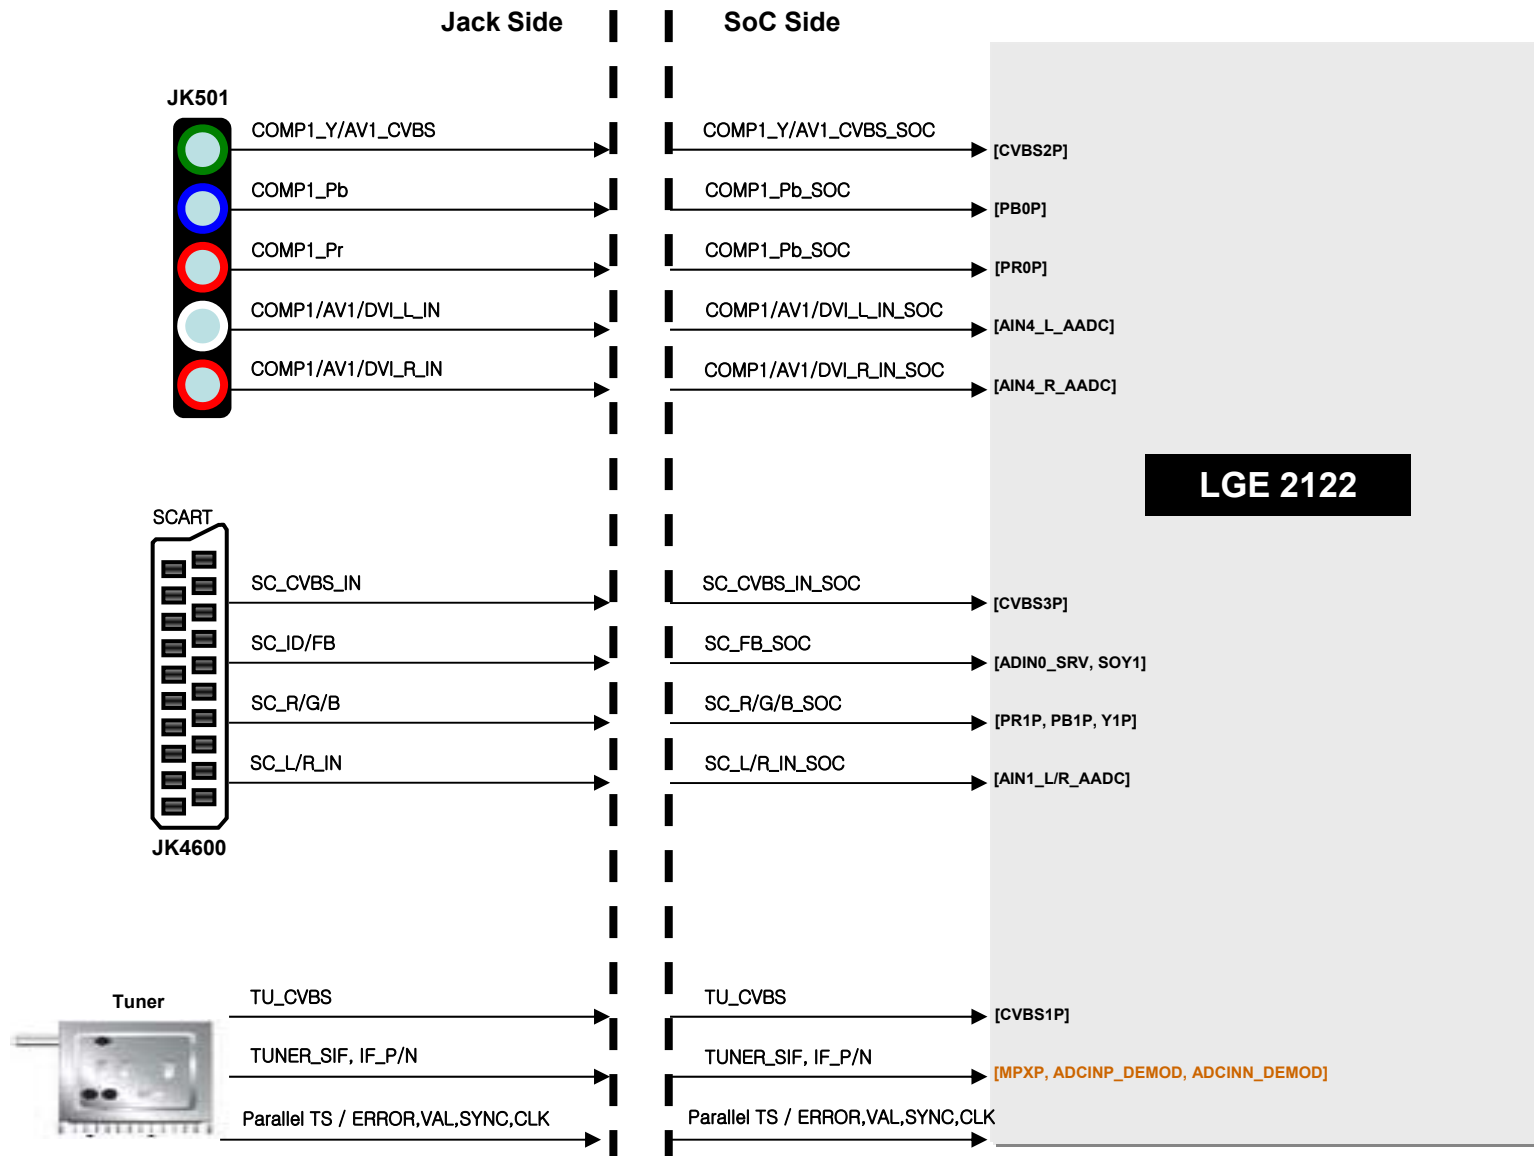 Jack Side
SoC Side
JK501
COMP1_Y/AV1_CVBS
COMP1_Y/AV1_CVBS_SOC
[CVBS2P]
COMP1_Pb
COMP1_Pb_SOC
[PB0P]
COMP1_Pr
COMP1_Pb_SOC
[PR0P]
COMP1/AV1/DVI_L_IN
COMP1/AV1/DVI_L_IN_SOC
[AIN4_L_AADC]
COMP1/AV1/DVI_R_IN
COMP1/AV1/DVI_R_IN_SOC
[AIN4_R_AADC]
LGE 2122
SCART
SC_CVBS_IN
SC_CVBS_IN_SOC
[CVBS3P]
SC_ID/FB
SC_FB_SOC
[ADIN0_SRV, SOY1]
SC_R/G/B
SC_R/G/B_SOC
[PR1P, PB1P, Y1P]
SC_L/R_IN
SC_L/R_IN_SOC
[AIN1_L/R_AADC]
JK4600
Tuner
TU_CVBS
TU_CVBS
[CVBS1P]
TUNER_SIF, IF_P/N
TUNER_SIF, IF_P/N
[MPXP, ADCINP_DEMOD, ADCINN_DEMOD]
Parallel TS / ERROR,VAL,SYNC,CLK
Parallel TS / ERROR,VAL,SYNC,CLK